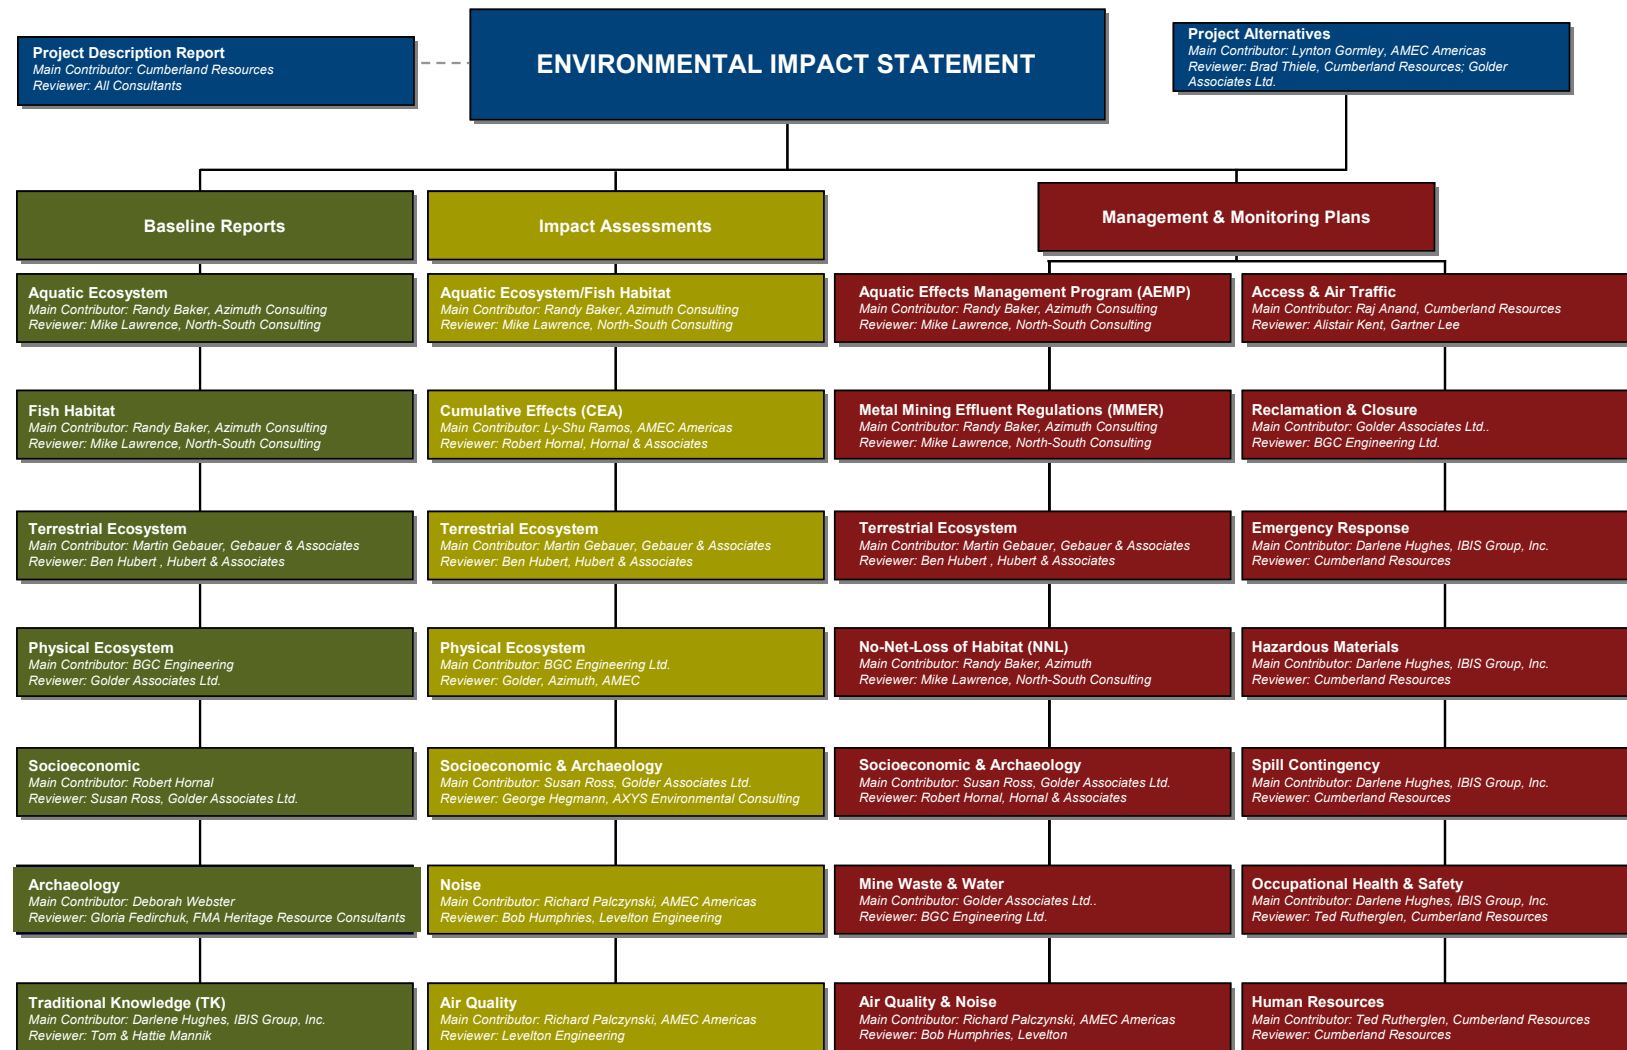 Project Description Report
Main Contributor: Cumberland Resources
Reviewer: All Consultants
ENVIRONMENTAL IMPACT STATEMENT
Project Alternatives
Main Contributor: Lynton Gormley, AMEC Americas
Reviewer: Brad Thiele, Cumberland Resources; Golder
Associates Ltd.
Baseline Reports
Impact Assessments
Management & Monitoring Plans
Aquatic Ecosystem
Main Contributor: Randy Baker, Azimuth Consulting
Reviewer: Mike Lawrence, North-South Consulting
Aquatic Ecosystem/Fish Habitat
Main Contributor: Randy Baker, Azimuth Consulting
Reviewer: Mike Lawrence, North-South Consulting
Aquatic Effects Management Program (AEMP)
Main Contributor: Randy Baker, Azimuth Consulting
Reviewer: Mike Lawrence, North-South Consulting
Access & Air Traffic
Main Contributor: Raj Anand, Cumberland Resources
Reviewer: Alistair Kent, Gartner Lee
Fish Habitat
Main Contributor: Randy Baker, Azimuth Consulting
Reviewer: Mike Lawrence, North-South Consulting
Cumulative Effects (CEA)
Main Contributor: Ly-Shu Ramos, AMEC Americas
Reviewer: Robert Hornal, Hornal & Associates
Metal Mining Effluent Regulations (MMER)
Main Contributor: Randy Baker, Azimuth Consulting
Reviewer: Mike Lawrence, North-South Consulting
Reclamation & Closure
Main Contributor: Golder Associates Ltd..
Reviewer: BGC Engineering Ltd.
Terrestrial Ecosystem
Main Contributor: Martin Gebauer, Gebauer & Associates
Reviewer: Ben Hubert , Hubert & Associates
Terrestrial Ecosystem
Main Contributor: Martin Gebauer, Gebauer & Associates
Reviewer: Ben Hubert, Hubert & Associates
Terrestrial Ecosystem
Main Contributor: Martin Gebauer, Gebauer & Associates
Reviewer: Ben Hubert , Hubert & Associates
Emergency Response
Main Contributor: Darlene Hughes, IBIS Group, Inc.
Reviewer: Cumberland Resources
Physical Ecosystem
Main Contributor: BGC Engineering
Reviewer: Golder Associates Ltd.
Physical Ecosystem
Main Contributor: BGC Engineering Ltd.
Reviewer: Golder, Azimuth, AMEC
No-Net-Loss of Habitat (NNL)
Main Contributor: Randy Baker, Azimuth
Reviewer: Mike Lawrence, North-South Consulting
Hazardous Materials
Main Contributor: Darlene Hughes, IBIS Group, Inc.
Reviewer: Cumberland Resources
Socioeconomic
Main Contributor: Robert Hornal
Reviewer: Susan Ross, Golder Associates Ltd.
Socioeconomic & Archaeology
Main Contributor: Susan Ross, Golder Associates Ltd.
Reviewer: George Hegmann, AXYS Environmental Consulting
Socioeconomic & Archaeology
Main Contributor: Susan Ross, Golder Associates Ltd.
Reviewer: Robert Hornal, Hornal & Associates
Spill Contingency
Main Contributor: Darlene Hughes, IBIS Group, Inc.
Reviewer: Cumberland Resources
Archaeology
Main Contributor: Deborah Webster
Reviewer: Gloria Fedirchuk, FMA Heritage Resource Consultants
Noise
Main Contributor: Richard Palczynski, AMEC Americas
Reviewer: Bob Humphries, Levelton Engineering
Mine Waste & Water
Main Contributor: Golder Associates Ltd..
Reviewer: BGC Engineering Ltd.
Occupational Health & Safety
Main Contributor: Darlene Hughes, IBIS Group, Inc.
Reviewer: Ted Rutherglen, Cumberland Resources
Traditional Knowledge (TK)
Main Contributor: Darlene Hughes, IBIS Group, Inc.
Reviewer: Tom & Hattie Mannik
Air Quality
Main Contributor: Richard Palczynski, AMEC Americas
Reviewer: Levelton Engineering
Air Quality & Noise
Main Contributor: Richard Palczynski, AMEC Americas
Reviewer: Bob Humphries, Levelton
Human Resources
Main Contributor: Ted Rutherglen, Cumberland Resources
Reviewer: Cumberland Resources